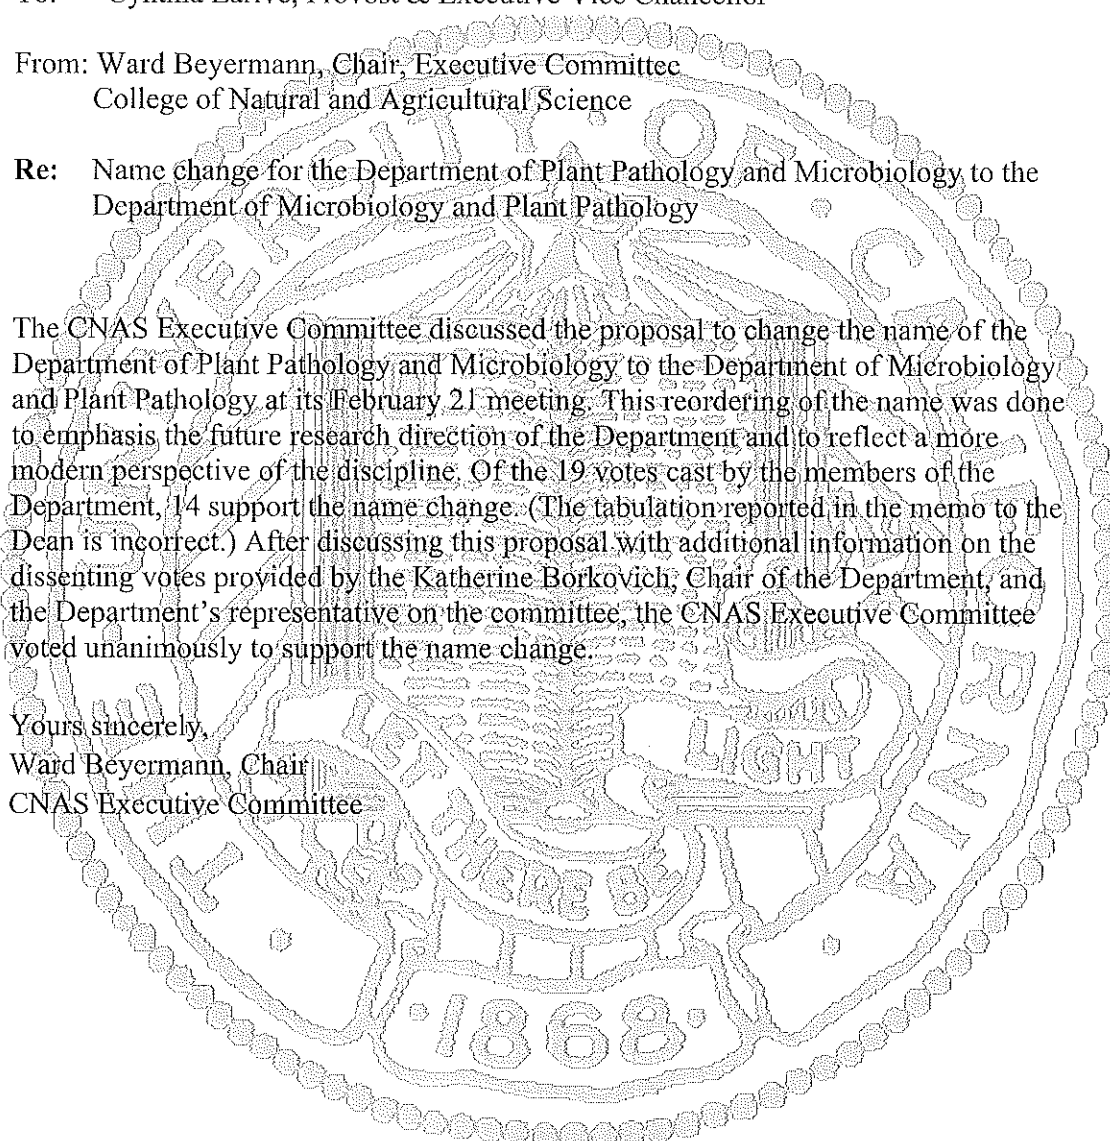 To: Cynthia Larive, Provost & Executive Vice Chancellor
From: Ward Beyermann, Chair, Executive Committee
College of Natural and Agricultural Science
Re: Name change for the Department of Plant Pathology and Microbiology to the
Department of Microbiology and Plant Pathology
The CNAS Executive Committee discussed the proposal to change the name of the
Department of Plant Pathology and Microbiology to the Department of Microbiology
and Plant Pathology at its February 21 meeting. This reordering of the name was done
to emphasis the future research direction of the Department and to reflect a more
modern perspective of the discipline. Of the 19 votes cast by the members of the
Department, 14 support the name change. (The tabulation reported in the memo to the
Dean is incorrect.) After discussing this proposal with additional information on the
dissenting votes provided by the Katherine Borkovich, Chair of the Department, and
the Department's representative on the committee, the CNAS Executive Committee
voted unanimously to support the name change.
Yours sincerely,
Ward Beyermann, Chair
CNAS Executive Committee
THE UNIVERSITY OF CALIFORNIA
LET THERE BE
LIGHT
1868